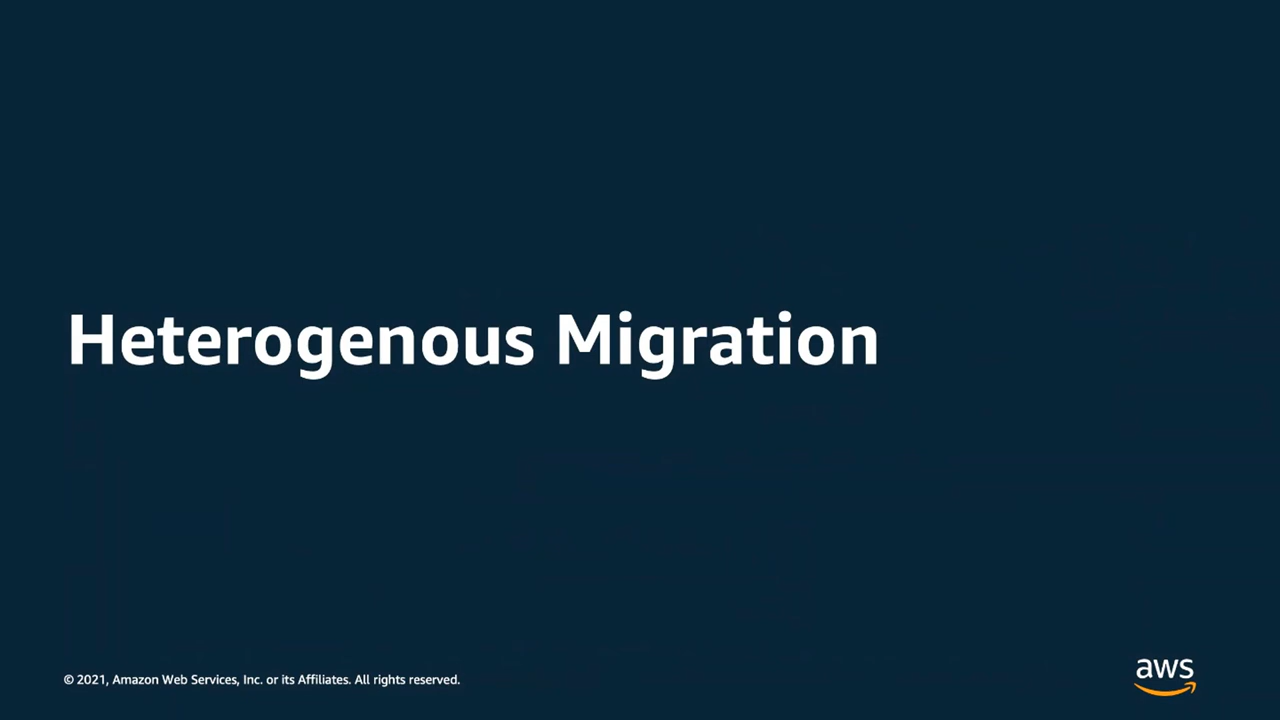 Heterogenous Migration
© 2021, Amazon Web Services, Inc. or its Affiliates. All rights reserved.
aws